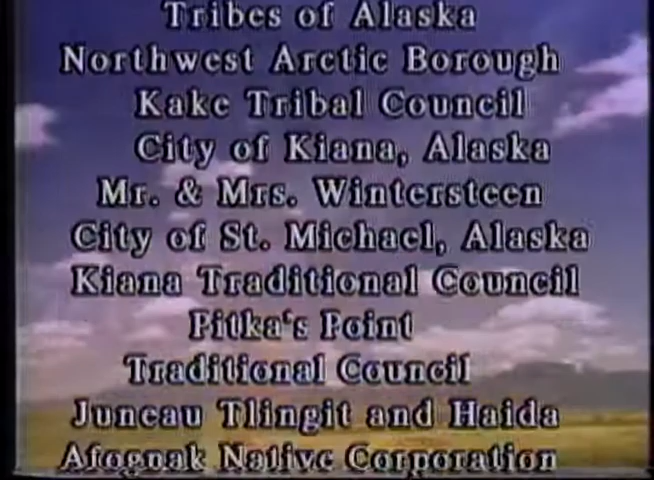 Tribes of Alaska
Northwest Arctic Borough
Kake Tribal Council
City of Kiana, Alaska
Mr. & Mrs. Wintersteen
City of St. Michael, Alaska
Kiana Traditional Council
Pitka's Point
Traditional Council
Juneau Tlingit and Haida
Afognak Native Corporation